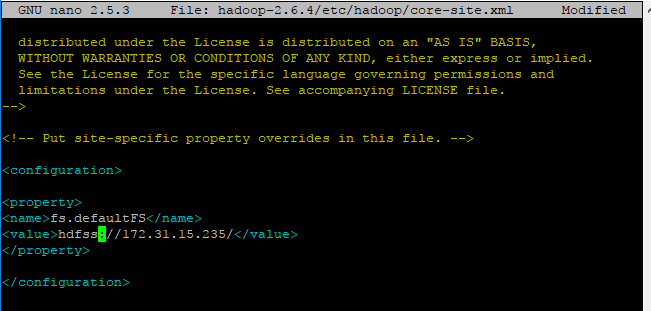 GNU nano 2.5.3 File: hadoop-2.6.4/etc/hadoop/core-site.xml Modified
distributed under the License is distributed on an "AS IS" BASIS,
WITHOUT WARRANTIES OR CONDITIONS OF ANY KIND, either express or implied.
See the License for the specific language governing permissions and
limitations under the License. See accompanying LICENSE file.
-->
<!-- Put site-specific property overrides in this file. -->
<configuration>
<property>
<name>fs.defaultFS</name>
<value>hdfss://172.31.15.235/</value>
</property>
</configuration>